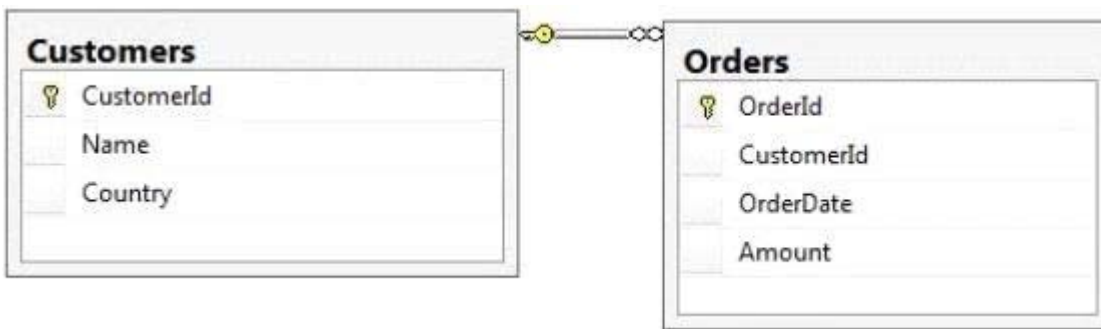 Customers
CustomerId
Name
Country
Orders
OrderId
CustomerId
OrderDate
Amount